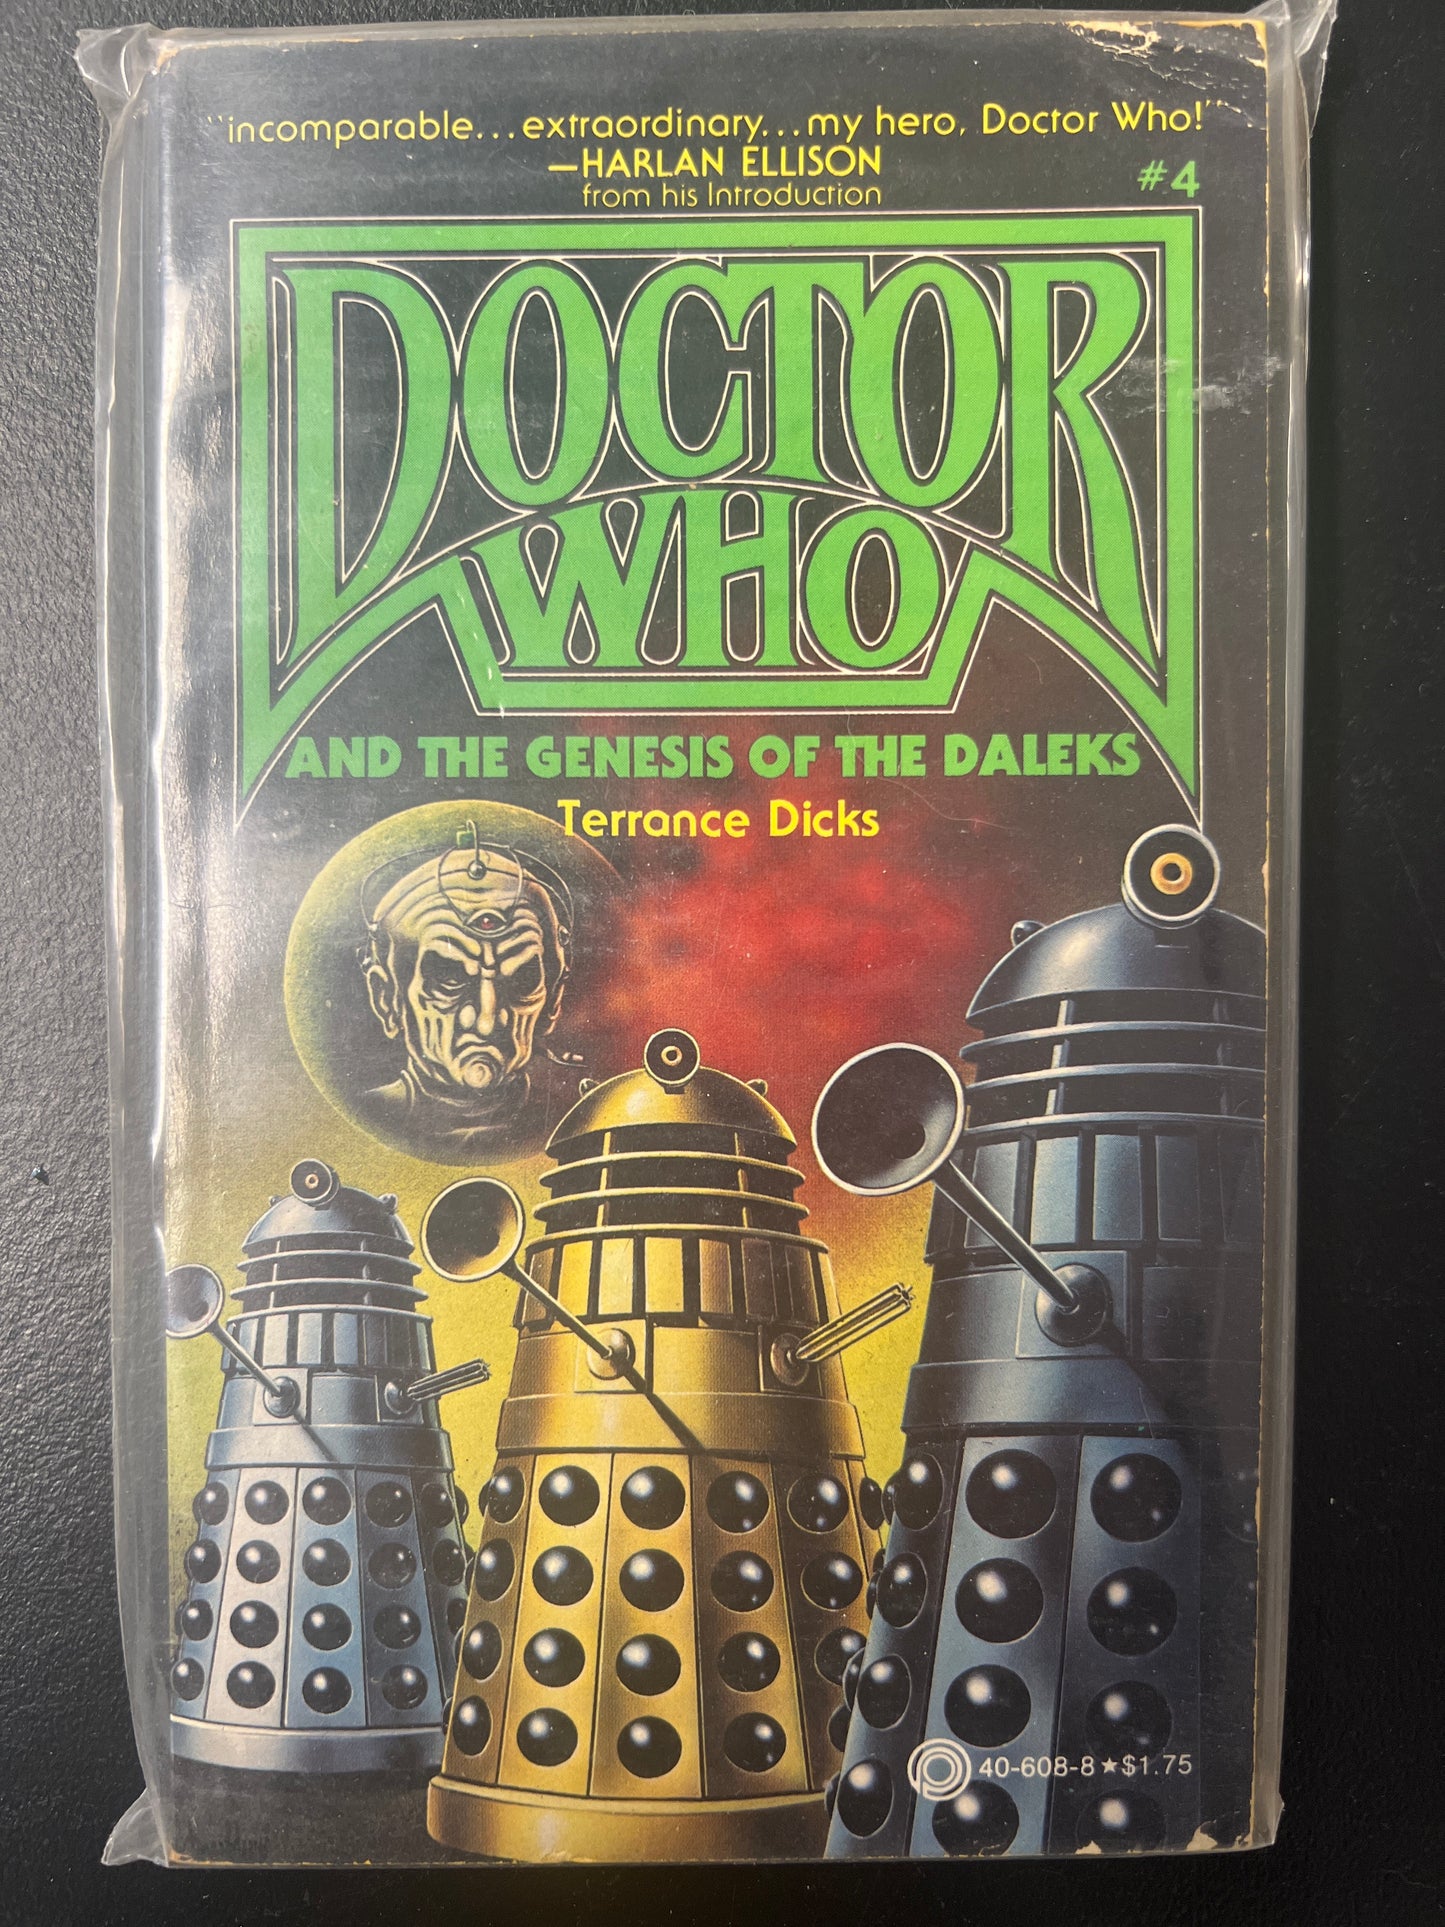 "incomparable...extraordinary...my hero, Doctor Who!"
—HARLAN ELLISON
from his Introduction
#4
DOCTOR
WHO
AND THE GENESIS OF THE DALEKS
Terrance Dicks
40-608-8★$1.75